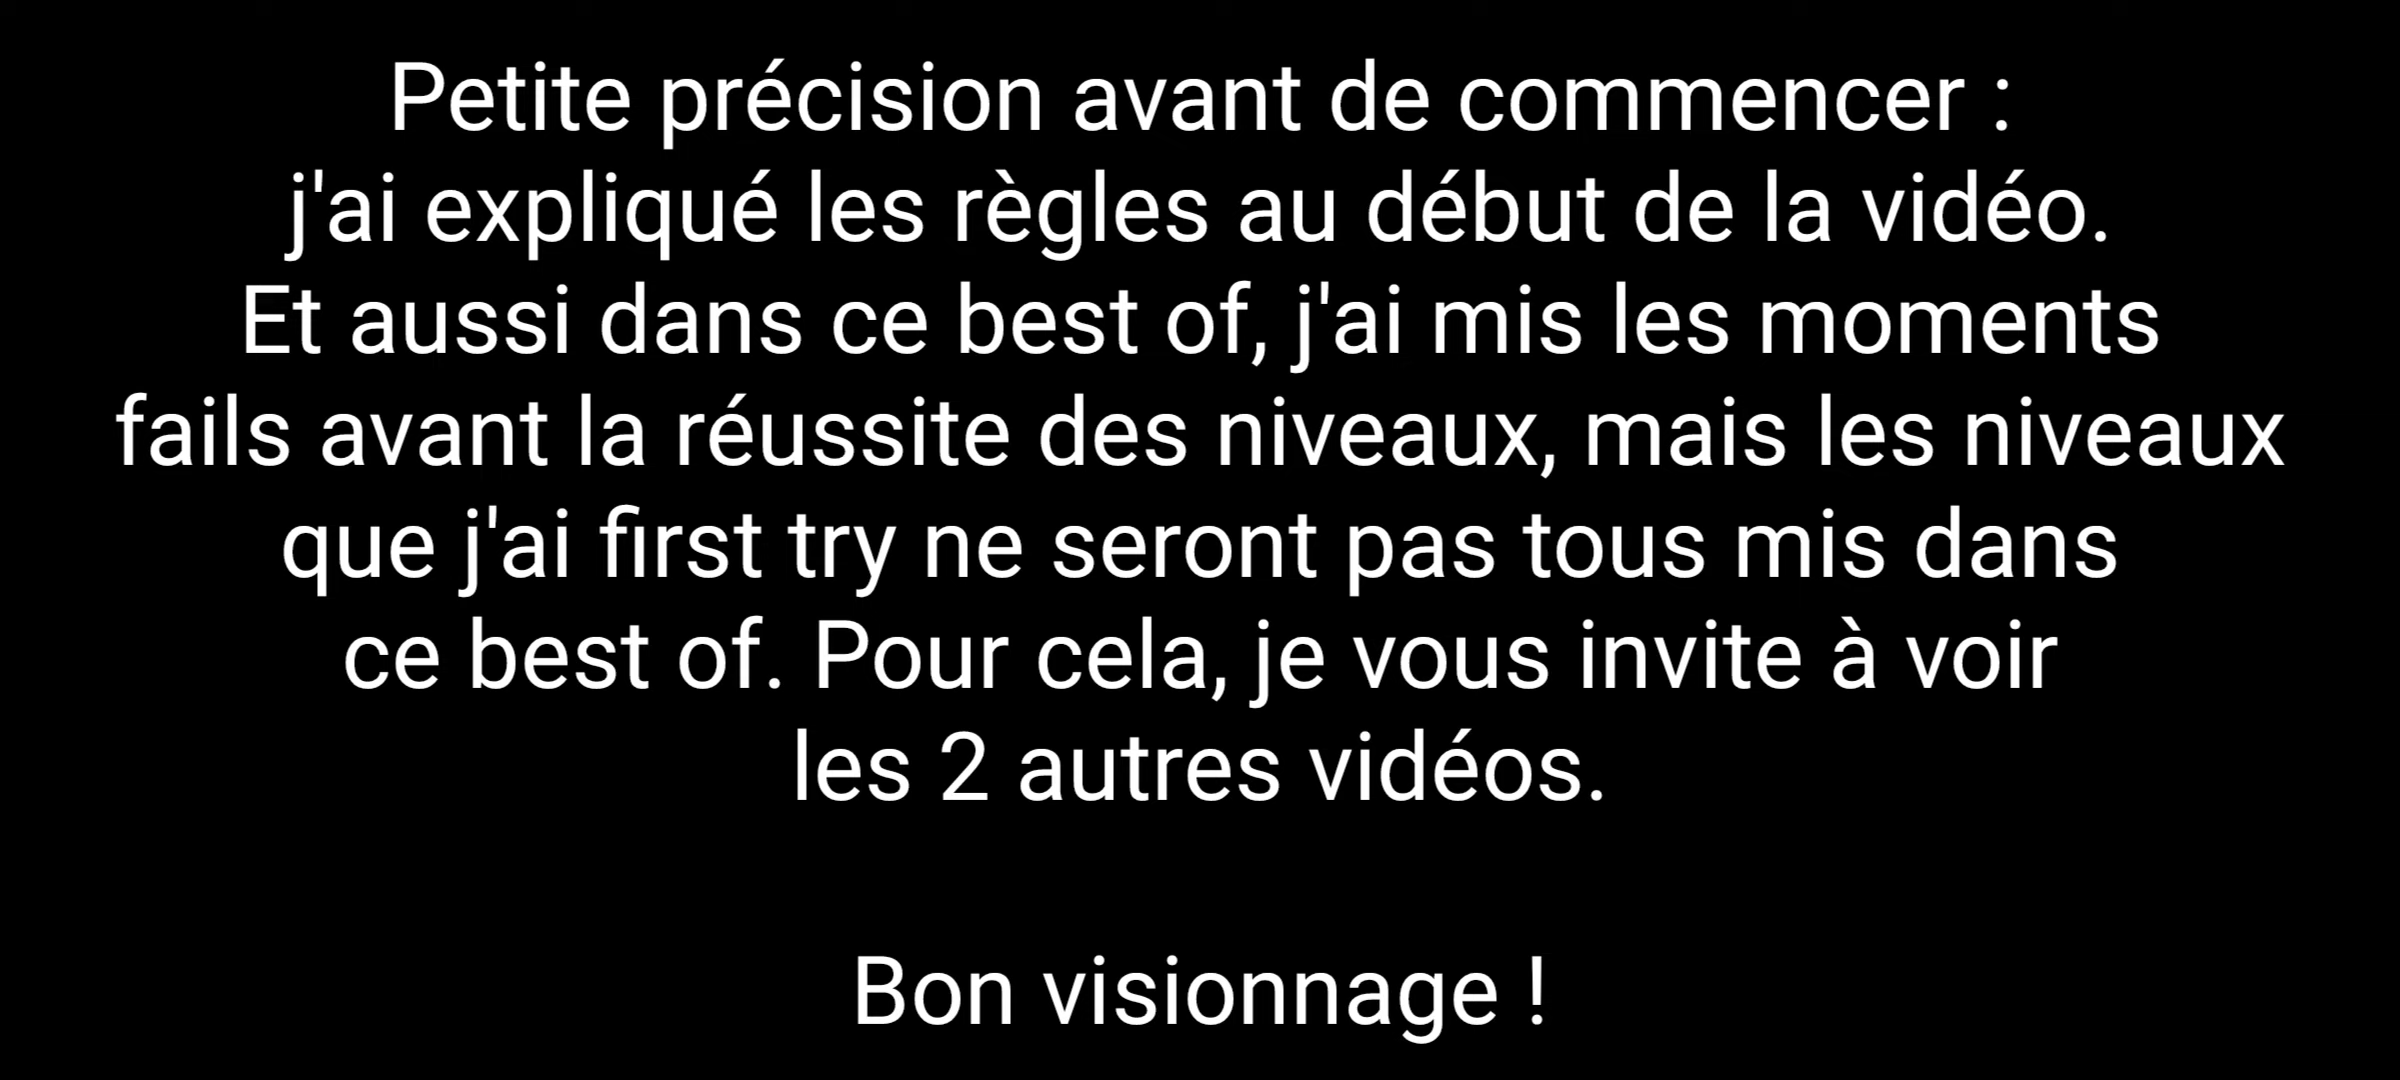 Petite précision avant de commencer :
j'ai expliqué les règles au début de la vidéo.
Et aussi dans ce best of, j'ai mis les moments
fails avant la réussite des niveaux, mais les niveaux
que j'ai first try ne seront pas tous mis dans
ce best of. Pour cela, je vous invite à voir
les 2 autres vidéos.
Bon visionnage !